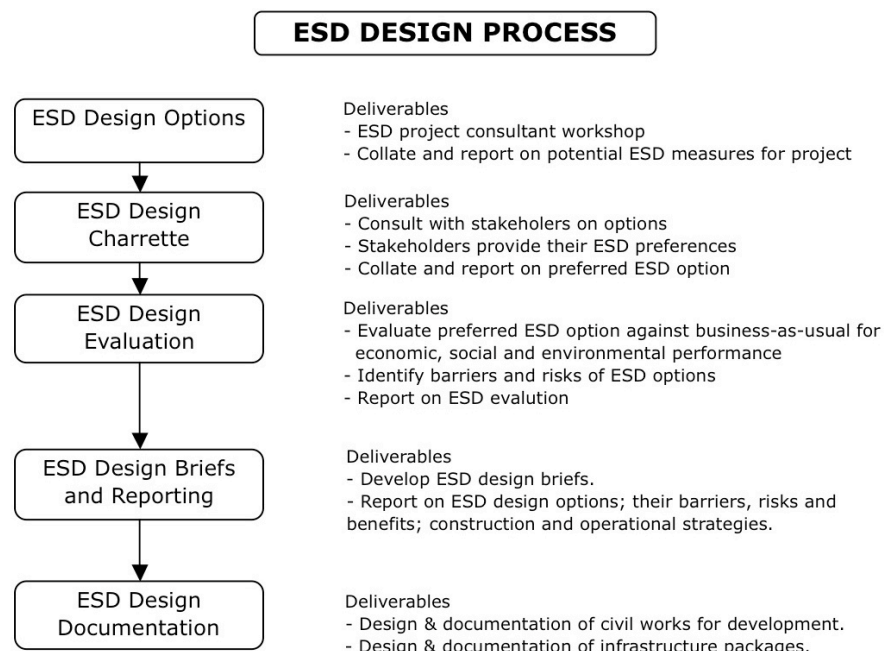 ESD DESIGN PROCESS
ESD Design Options
Deliverables
- ESD project consultant workshop
- Collate and report on potential ESD measures for project
ESD Design
Charrette
Deliverables
- Consult with stakeholers on options
- Stakeholders provide their ESD preferences
- Collate and report on preferred ESD option
ESD Design
Evaluation
Deliverables
- Evaluate preferred ESD option against business-as-usual for
economic, social and environmental performance
- Identify barriers and risks of ESD options
- Report on ESD evalution
ESD Design Briefs
and Reporting
Deliverables
- Develop ESD design briefs.
- Report on ESD design options; their barriers, risks and
benefits; construction and operational strategies.
ESD Design
Documentation
Deliverables
- Design & documentation of civil works for development.
- Design & documentation of infrastructure packages.